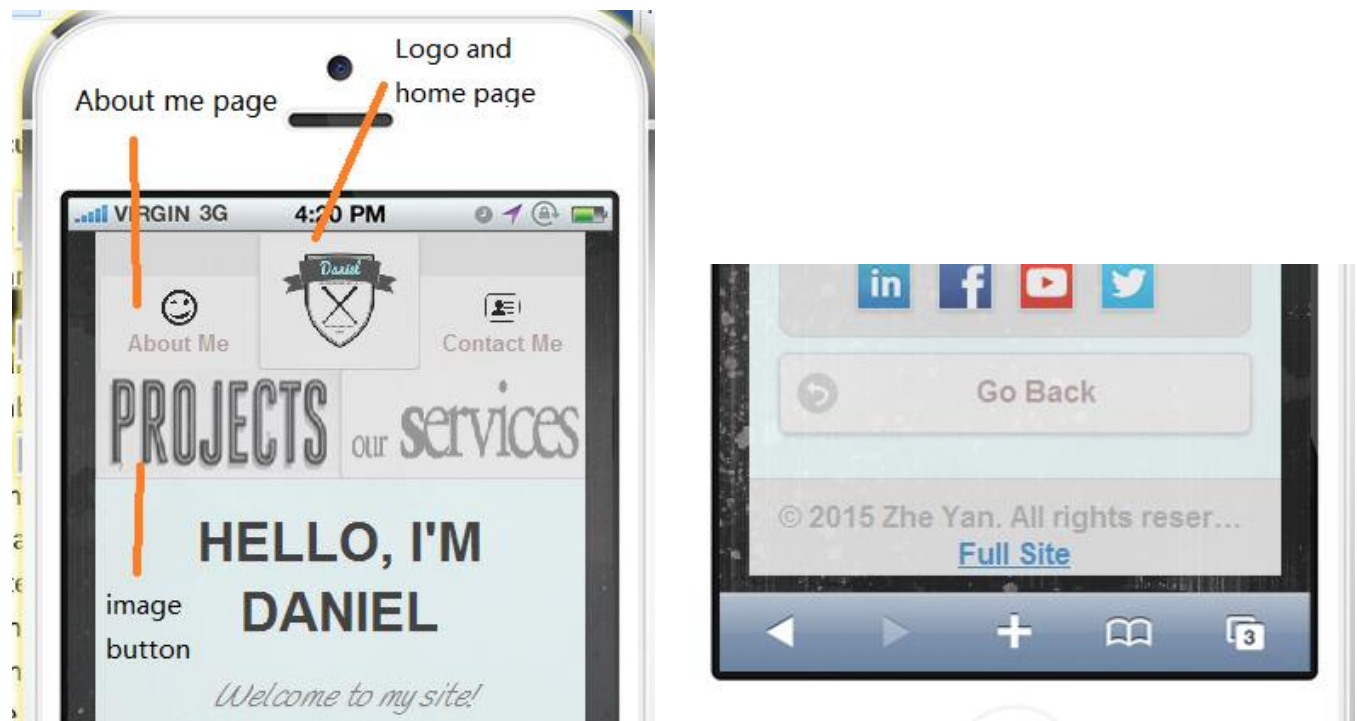 Logo and
home page
About me page
VIRGIN 3G 4:20 PM
Daniel
About Me
Contact Me
PROJECTS our services
HELLO, I'M
DANIEL
image
button
Welcome to my site!
in f
Go Back
© 2015 Zhe Yan. All rights reser...
Full Site
3